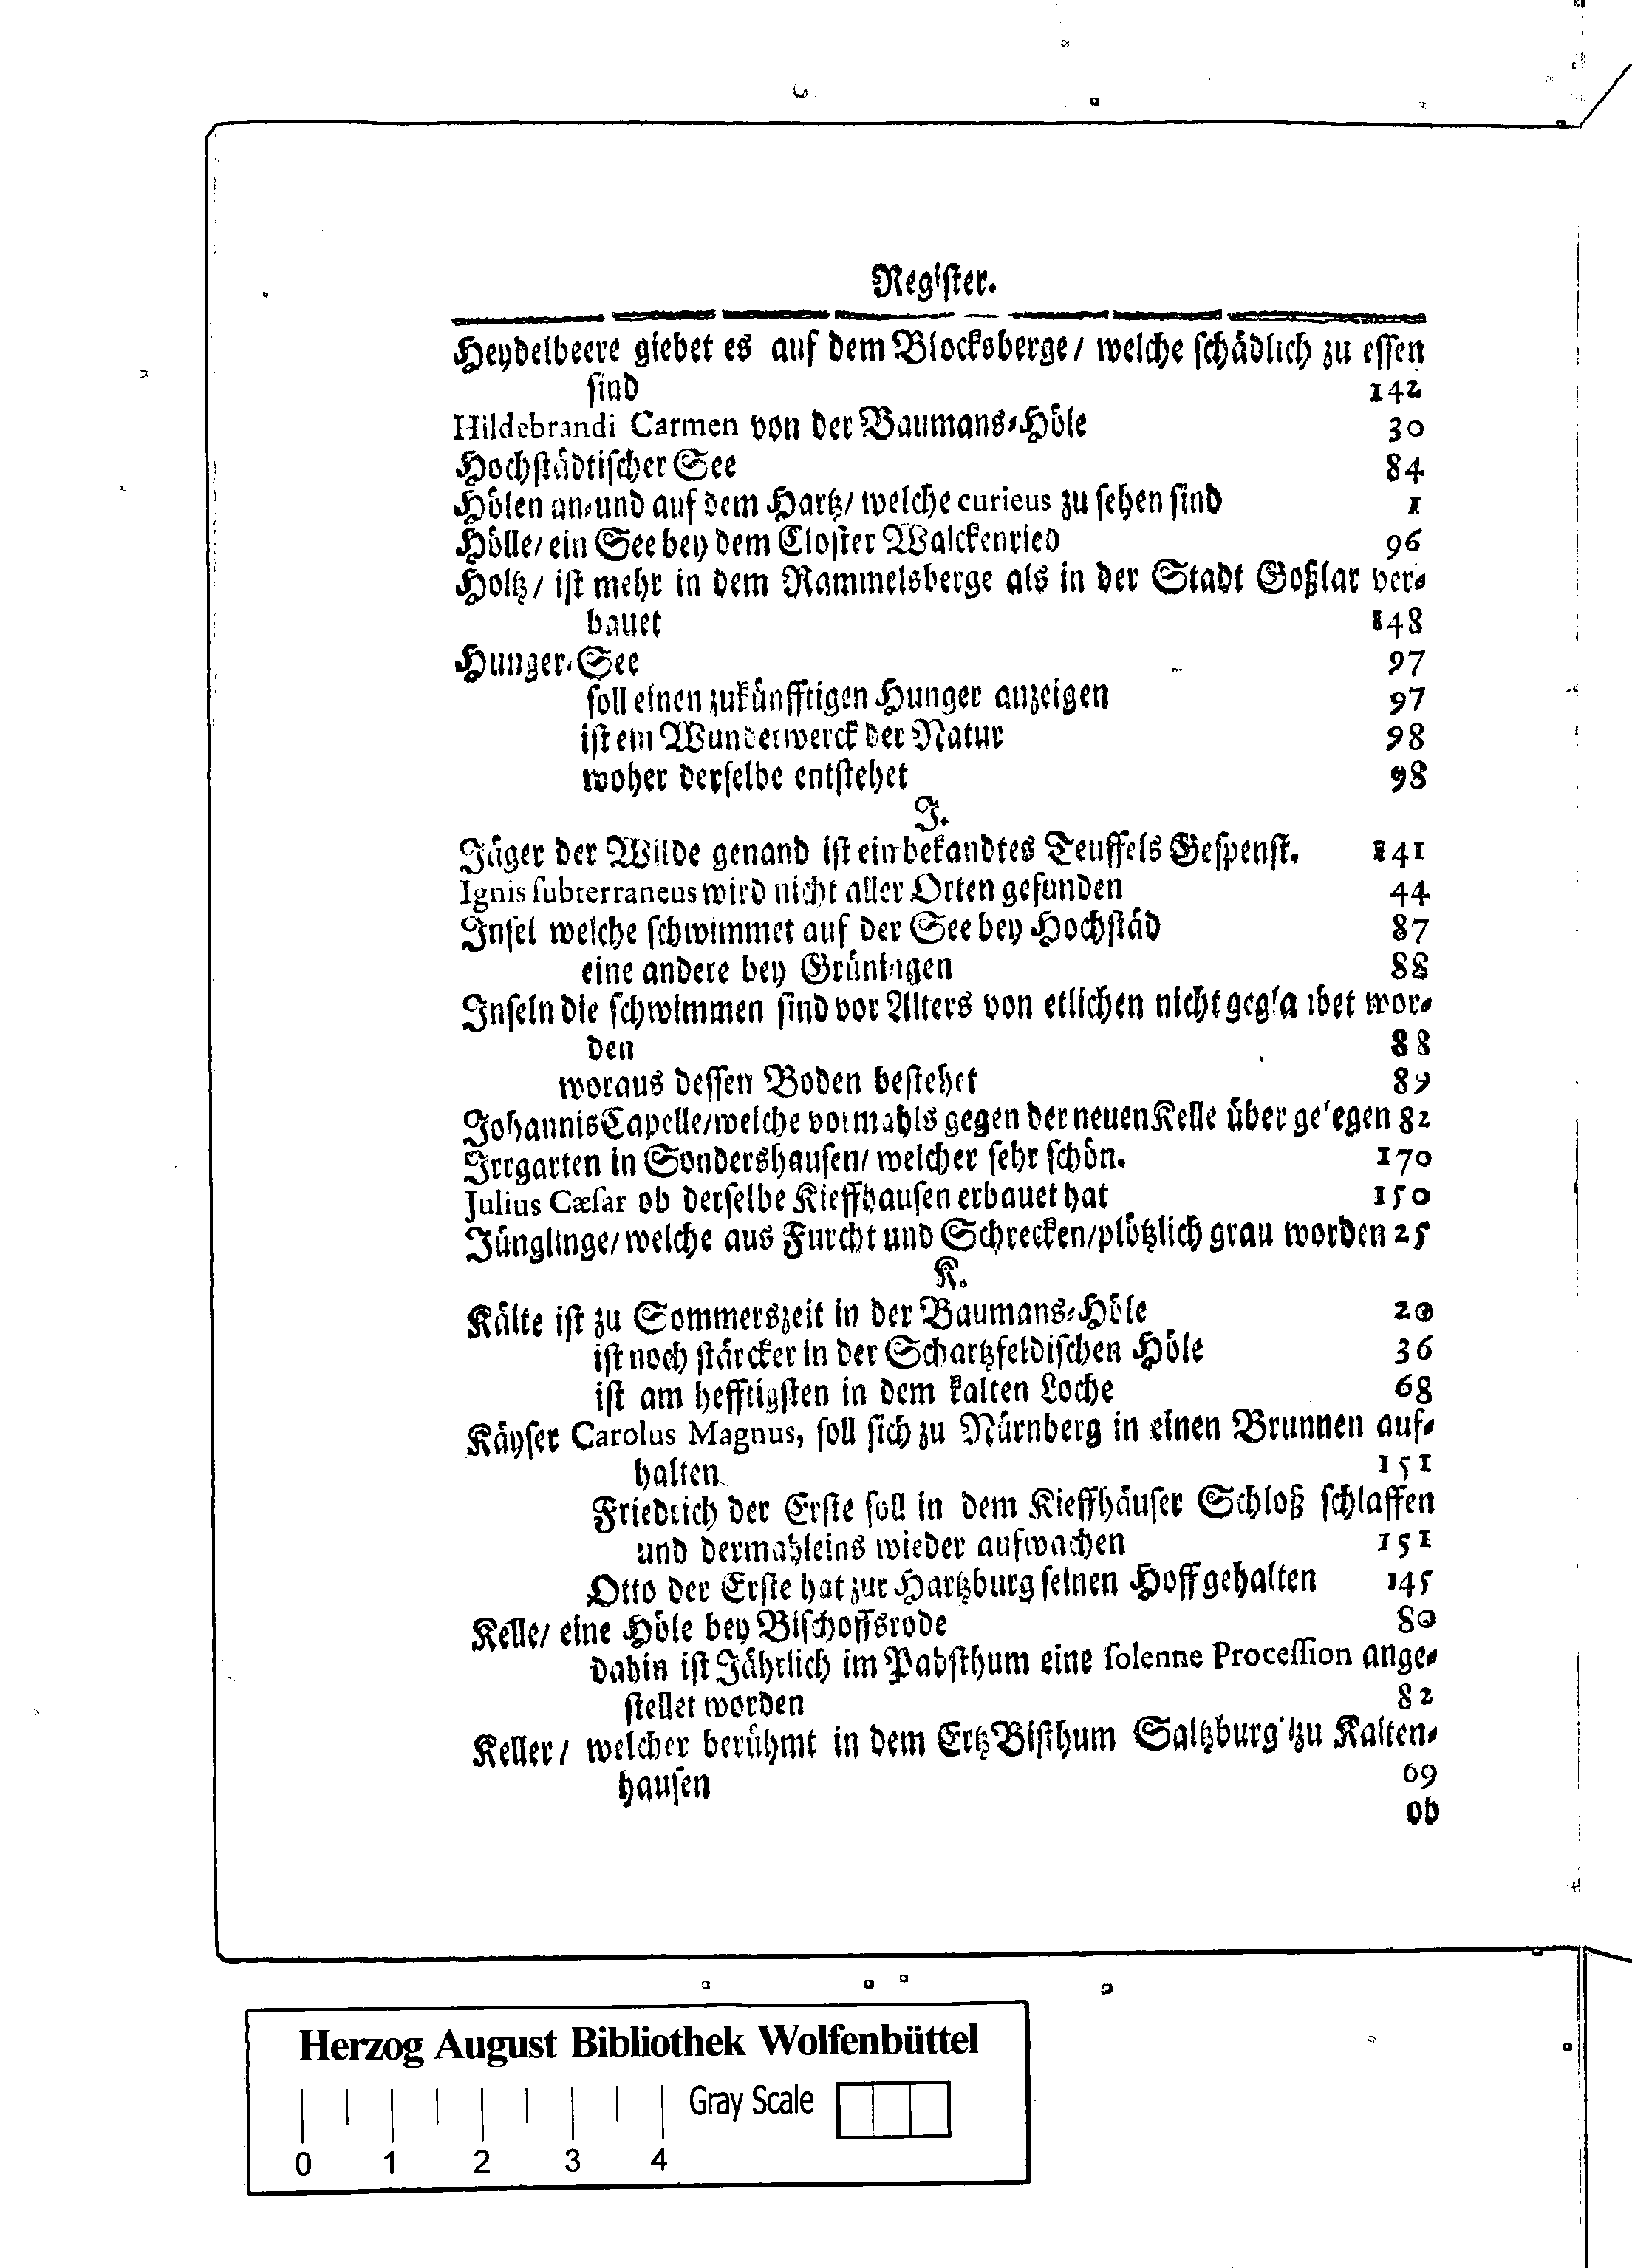 Register.
Heydelbeere giebet es auf dem Blocksberge / welche schädlich zu essen
sind 142
Hildebrandi Carmen von der Baumans-Höle 30
Hochstädtischer See 84
Hölen an-und auf dem Hartz/ welche curieus zu sehen sind 1
Hölle/ ein See bey dem Closter Walckenried 96
Holtz / ist mehr in dem Rammelsberge als in der Stadt Goßlar ver-
bauet 148
Hunger-See 97
soll einen zukünfftigen Hunger anzeigen 97
ist ein Wunderwerck der Natur 98
woher derselbe entstehet 98
J.
Jäger der Wilde genand ist ein bekandtes Teuffels Gespenst. 141
Ignis subterraneus wird nicht aller Orten gefunden 44
Insel welche schwimmet auf der See bey Hochstäd 87
eine andere bey Grüningen 88
Inseln die schwimmen sind vor Alters von etlichen nicht geglaubet wor-
den 88
woraus dessen Boden bestehet 89
Johannis Capelle/welche vormahls gegen der neuen Kelle über gelegen 82
Irrgarten in Sondershausen/ welcher sehr schön. 170
Julius Cæsar ob derselbe Kieffhausen erbauet hat 150
Jünglinge/ welche aus Furcht und Schrecken/plötzlich grau worden 25
K.
Kälte ist zu Sommerszeit in der Baumans-Höle 20
ist noch stärcker in der Schartzfeldischen Höle 36
ist am hefftigsten in dem kalten Loche 68
Käyser Carolus Magnus, soll sich zu Nürnberg in einen Brunnen auf-
halten 151
Friedrich der Erste soll in dem Kieffhäuser Schloß schlaffen
und dermahleins wieder aufwachen 151
Otto der Erste hat zur Hartzburg seinen Hoff gehalten 145
Kelle/ eine Höle bey Bischoffsrode 80
dahin ist Jährlich im Pabsthum eine solenne Procession ange-
stellet worden 82
Keller / welcher berühmt in dem Ertz Bisthum Saltzburg zu Kalten-
hausen 69
ob
Herzog August Bibliothek Wolfenbüttel
Gray Scale
0 1 2 3 4